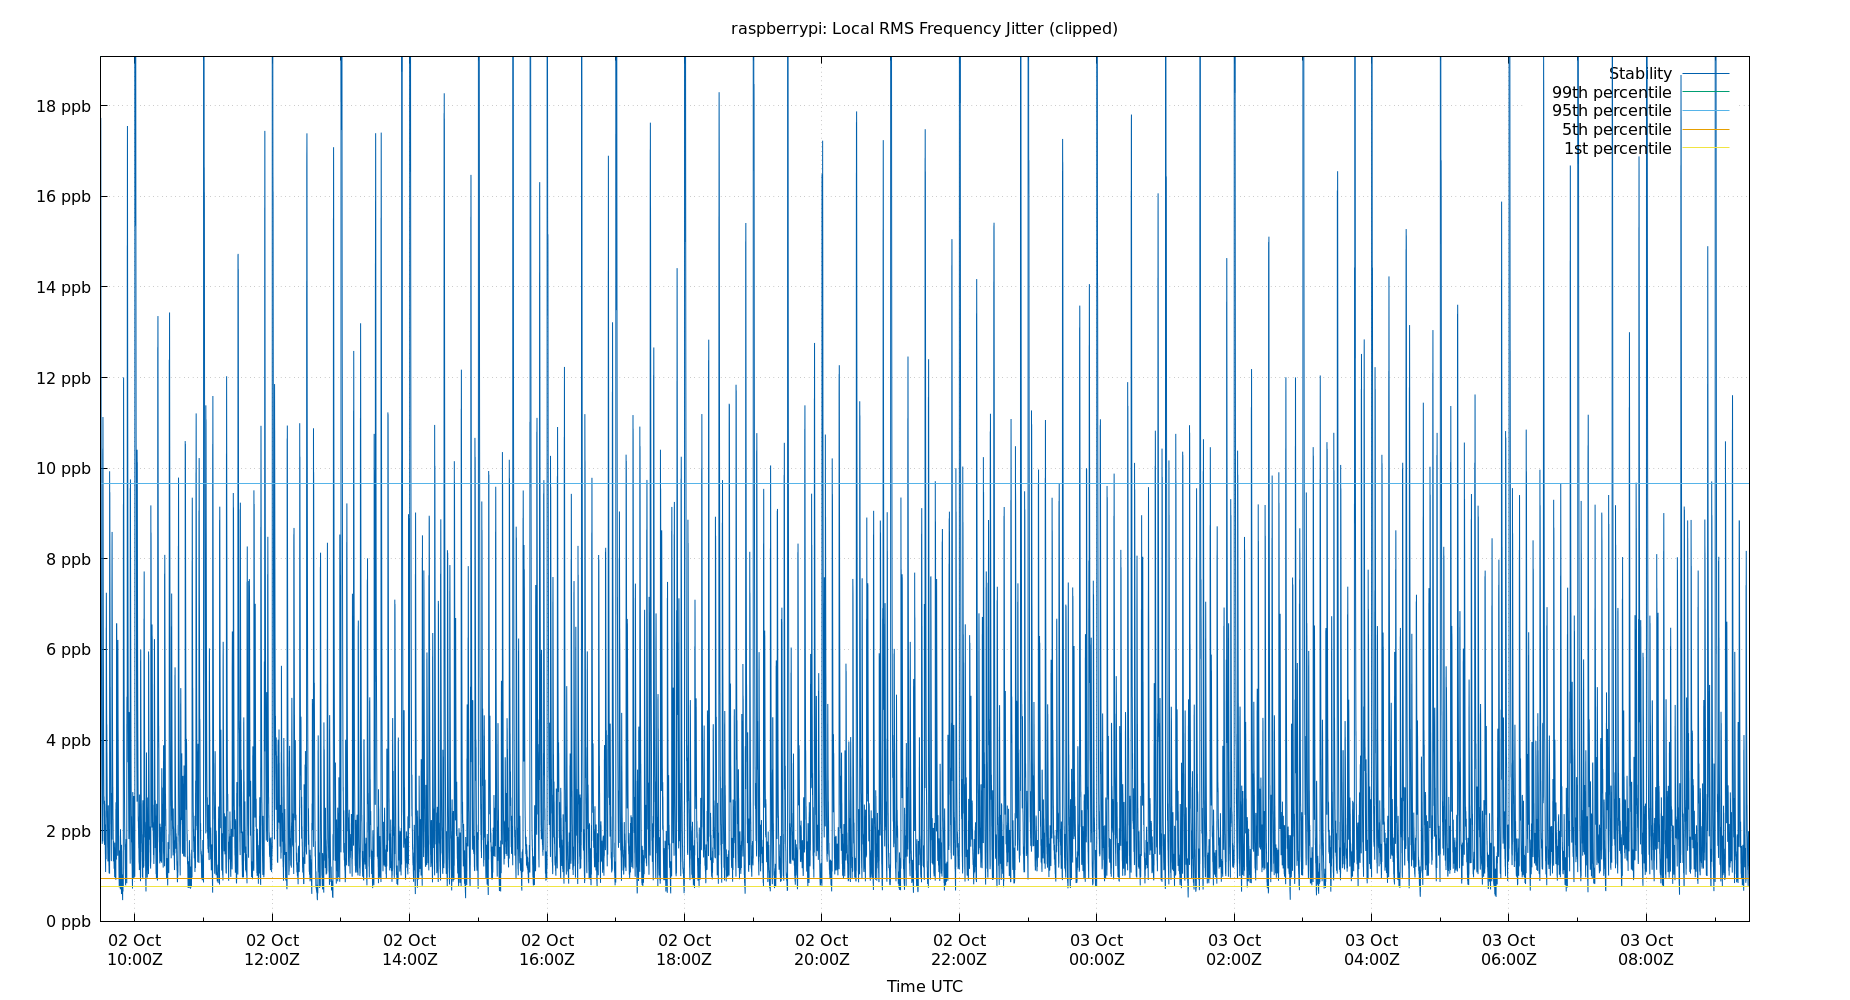 raspberrypi: Local RMS Frequency Jitter (clipped)
Stability
99th percentile
95th percentile
5th percentile
1st percentile
18 ppb
16 ppb
14 ppb
12 ppb
10 ppb
8 ppb
6 ppb
4 ppb
2 ppb
0 ppb
02 Oct 02 Oct 02 Oct 02 Oct 02 Oct 02 Oct 02 Oct 03 Oct 03 Oct 03 Oct 03 Oct 03 Oct
10:00Z 12:00Z 14:00Z 16:00Z 18:00Z 20:00Z 22:00Z 00:00Z 02:00Z 04:00Z 06:00Z 08:00Z
Time UTC